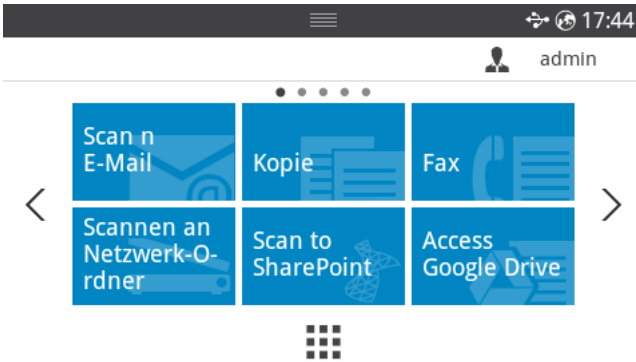 17:44
admin
Scan n
E-Mail
Kopie
Fax
Scannen an
Netzwerk-O-
rdner
Scan to
SharePoint
Access
Google Drive